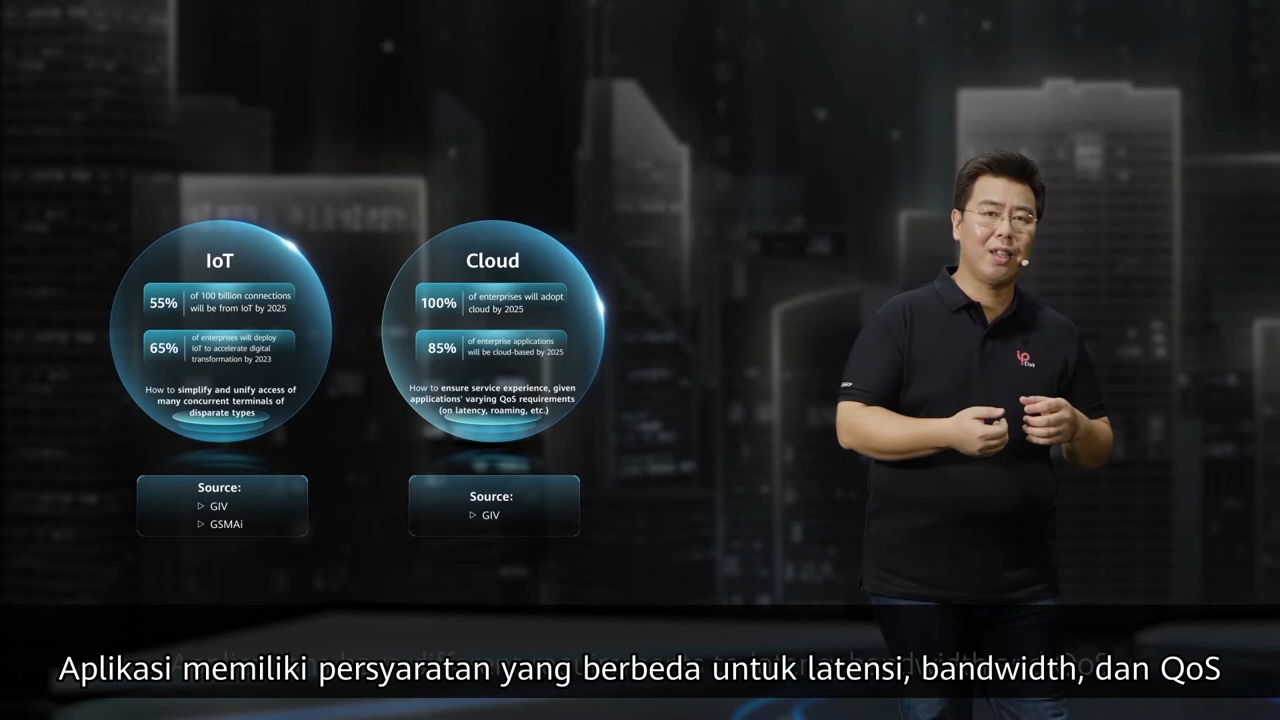 IoT
55%
of 100 billion connections
will be from IoT by 2025
65%
of enterprises will deploy
IoT to accelerate digital
transformation by 2023
How to simplify and unify access of
many concurrent terminals of
disparate types
Source:
▷ GIV
▷ GSMAi
Cloud
100%
of enterprises will adopt
cloud by 2025
85%
of enterprise applications
will be cloud-based by 2025
How to ensure service experience, given
applications' varying QoS requirements
(on latency, roaming, etc.)
Source:
▷ GIV
ip
Club
Aplikasi memiliki persyaratan yang berbeda untuk latensi, bandwidth, dan QoS